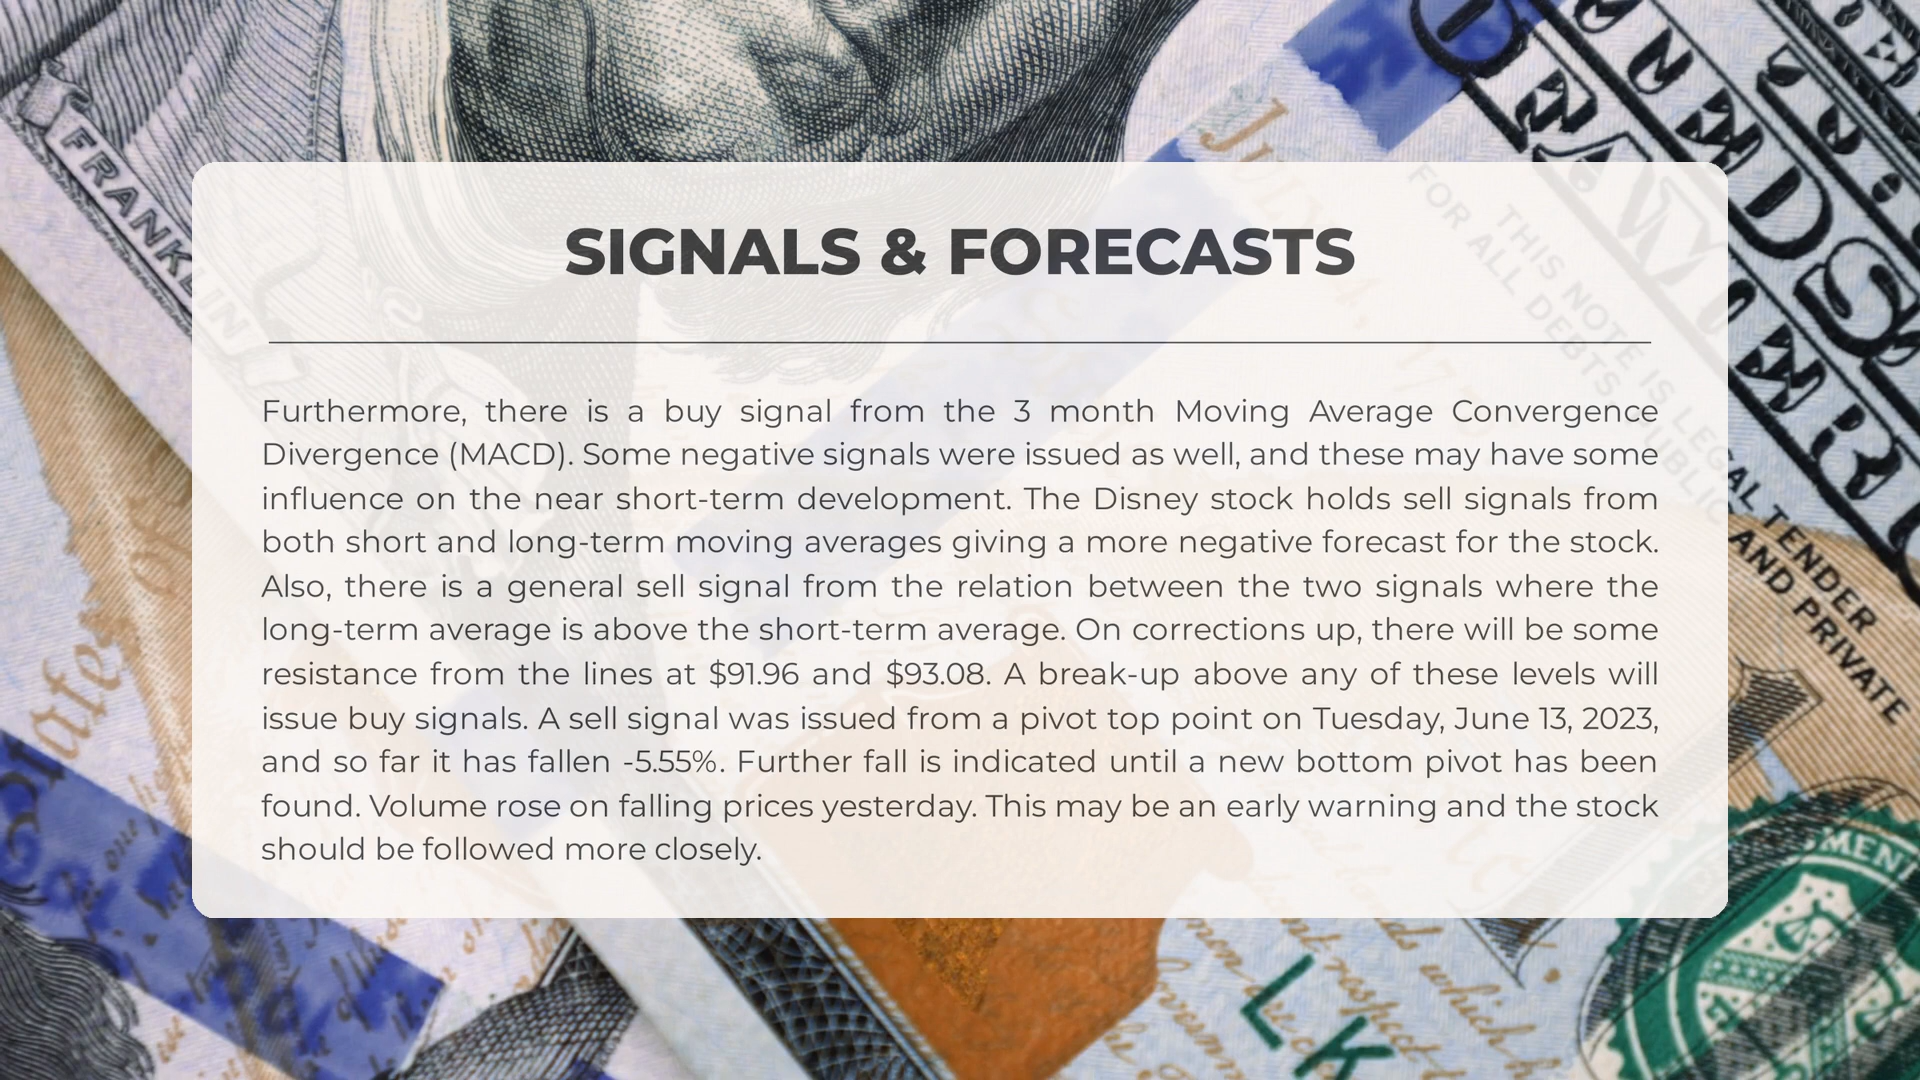 FRANKLIN
SIGNALS & FORECASTS
Furthermore, there is a buy signal from the 3 month Moving Average Convergence
Divergence (MACD). Some negative signals were issued as well, and these may have some
influence on the near short-term development. The Disney stock holds sell signals from
both short and long-term moving averages giving a more negative forecast for the stock.
Also, there is a general sell signal from the relation between the two signals where the
long-term average is above the short-term average. On corrections up, there will be some
resistance from the lines at $91.96 and $93.08. A break-up above any of these levels will
issue buy signals. A sell signal was issued from a pivot top point on Tuesday, June 13, 2023,
and so far it has fallen -5.55%. Further fall is indicated until a new bottom pivot has been
found. Volume rose on falling prices yesterday. This may be an early warning and the stock
should be followed more closely.
THIS NOTE IS LEGAL TENDER
FOR ALL DEBTS, PUBLIC AND PRIVATE
JULY 4, 177
L K